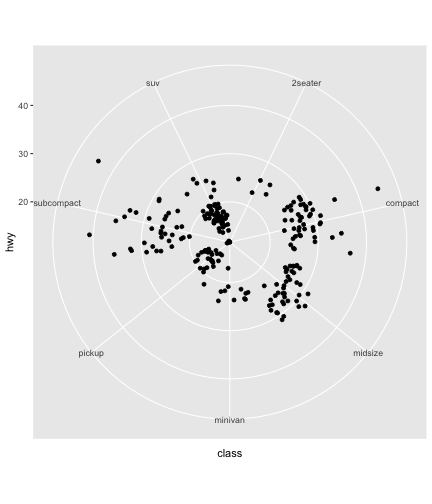 suv
2seater
40
30
20
subcompact
compact
hwy
pickup
midsize
minivan
class